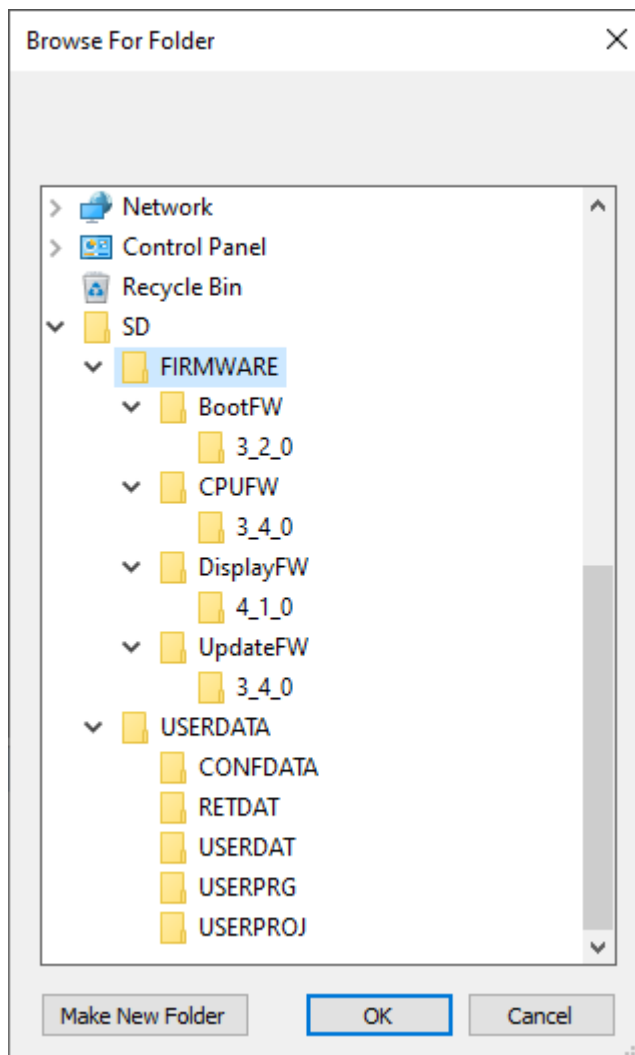 Browse For Folder
Network
Control Panel
Recycle Bin
SD
FIRMWARE
BootFW
3_2_0
CPUFW
3_4_0
DisplayFW
4_1_0
UpdateFW
3_4_0
USERDATA
CONFDATA
RETDAT
USERDAT
USERPRG
USERPROJ
Make New Folder OK Cancel